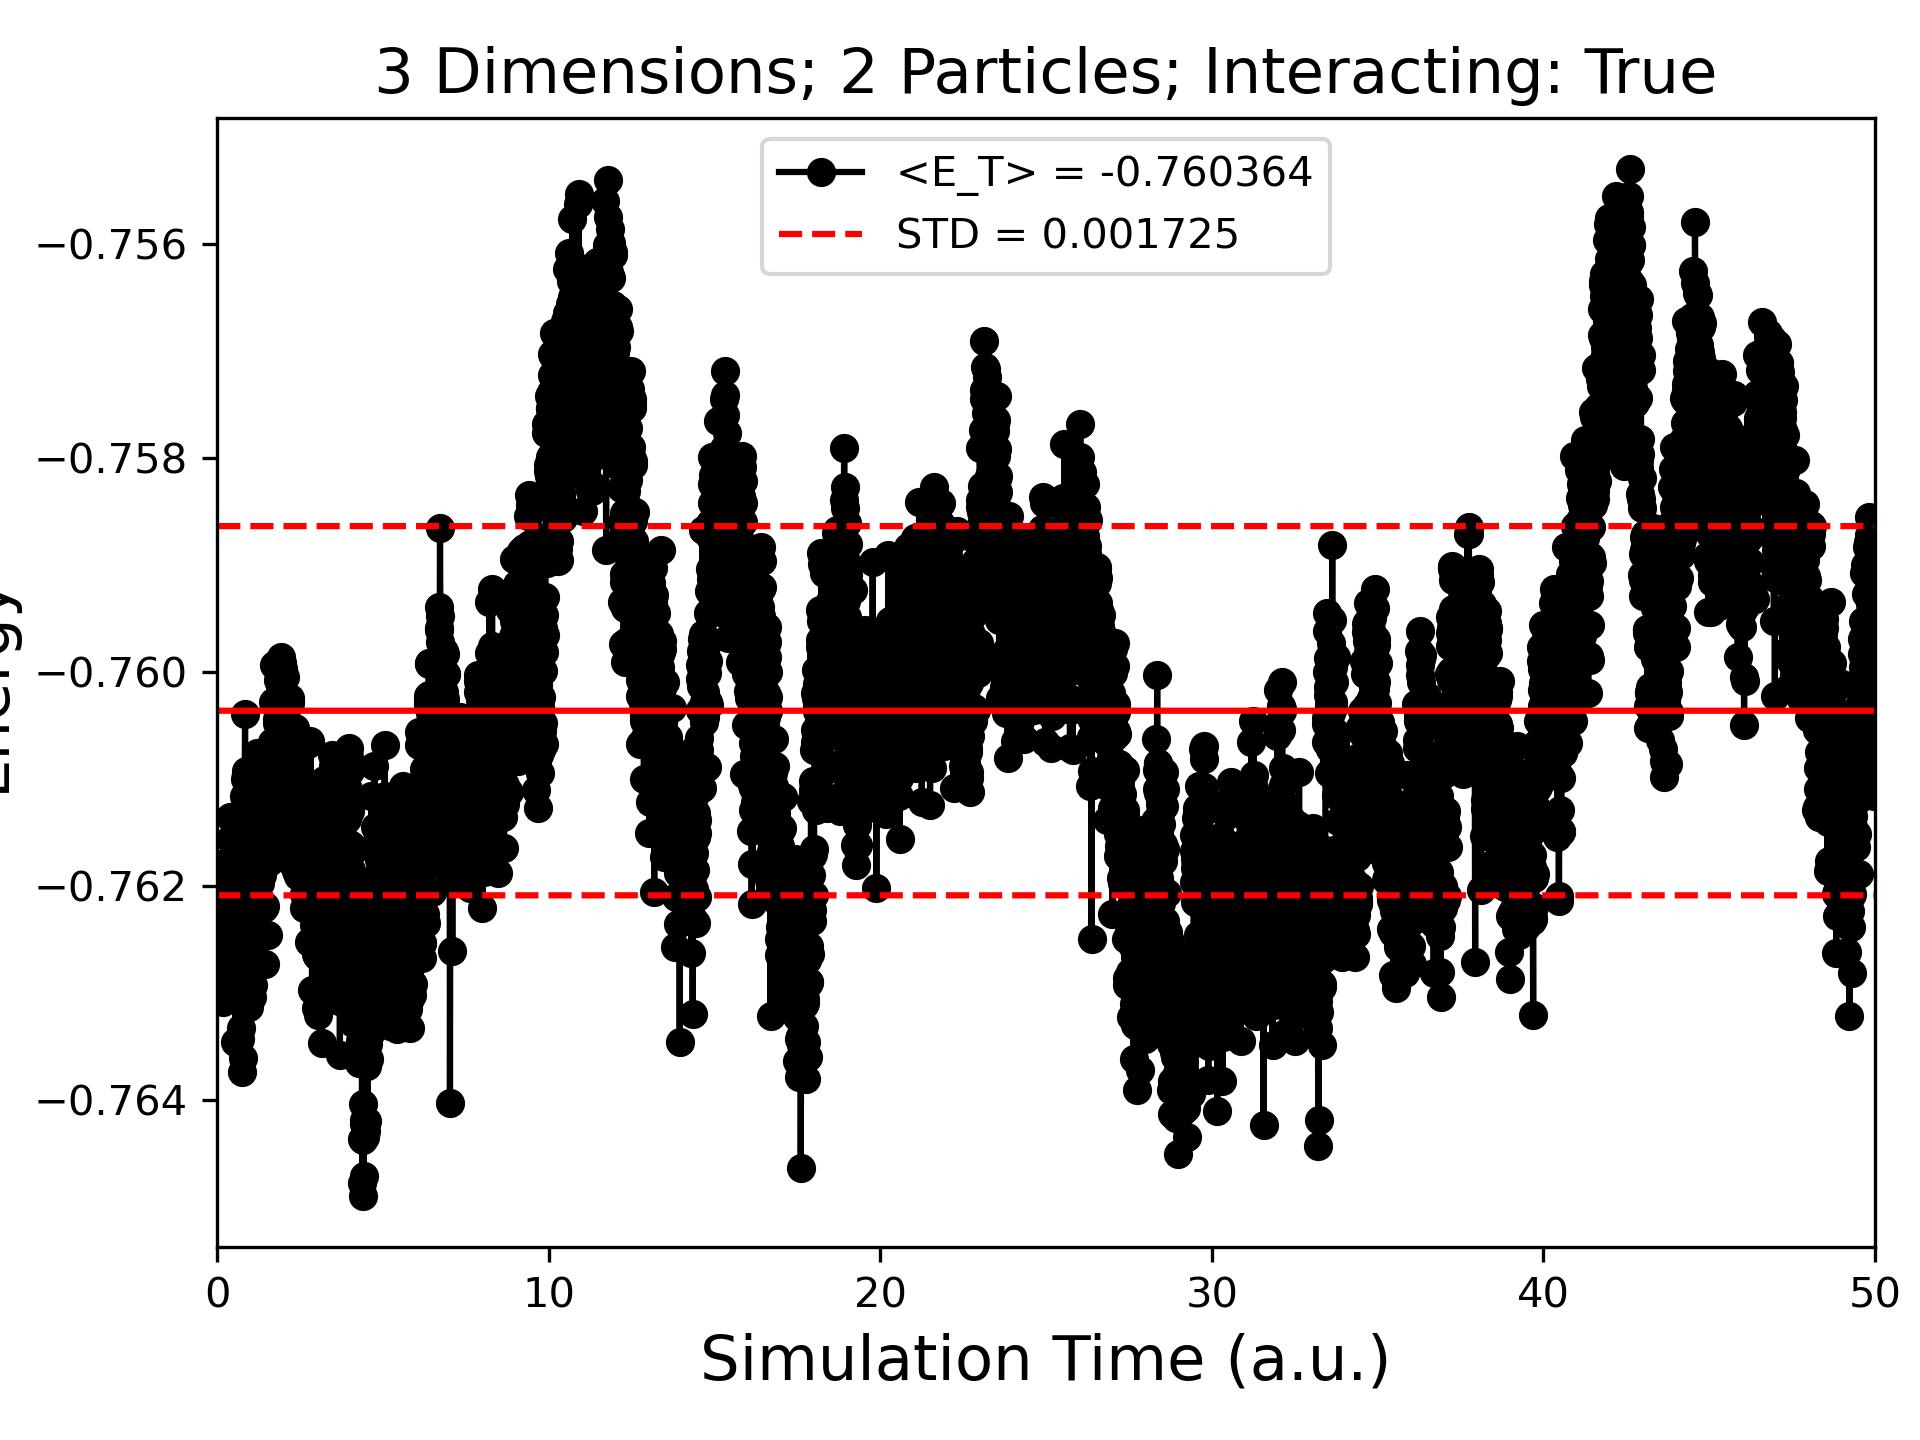 3 Dimensions; 2 Particles; Interacting: True
<E_T> = -0.760364
STD = 0.001725
−0.756
−0.758
−0.760
−0.762
−0.764
Energy
0 10 20 30 40 50
Simulation Time (a.u.)